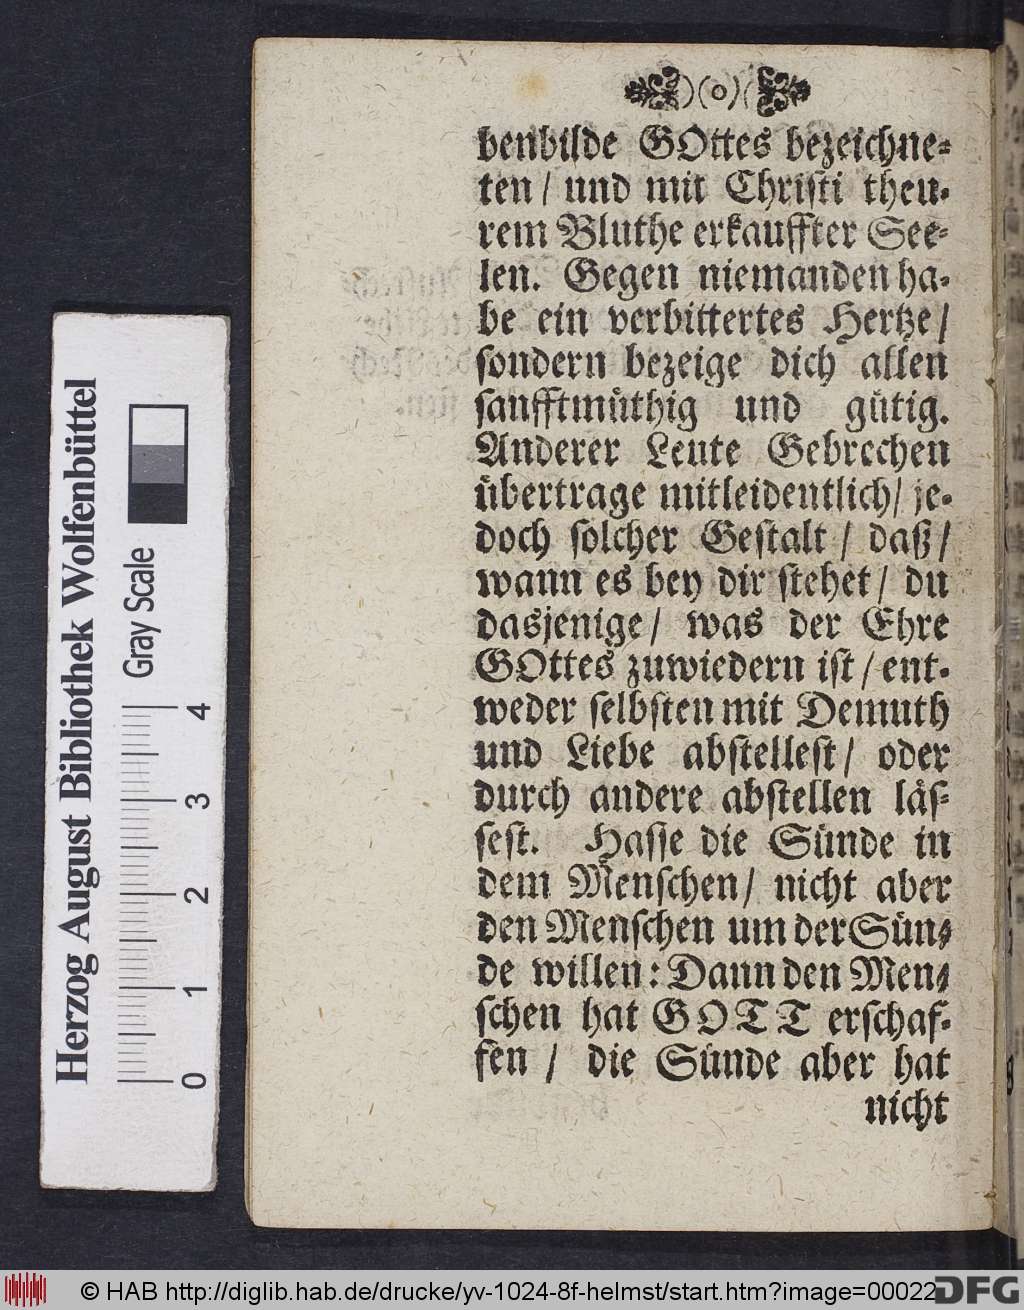 )(o)(
benbilde GOttes bezeichne-
ten / und mit Christi theu-
rem Bluthe erkauffter See-
len. Gegen niemanden ha-
be ein verbittertes Hertze /
sondern bezeige dich allen
sanfftmüthig und gütig.
Anderer Leute Gebrechen
übertrage mitleidentlich / je-
doch solcher Gestalt / daß /
wann es bey dir stehet / du
dasjenige / was der Ehre
GOttes zuwiedern ist / ent-
weder selbsten mit Demuth
und Liebe abstellest / oder
durch andere abstellen läs-
sest. Hasse die Sünde in
dem Menschen / nicht aber
den Menschen um der Sün-
de willen: Dann den Men-
schen hat GOTT erschaf-
fen / die Sünde aber hat
nicht
Herzog August Bibliothek Wolfenbüttel
Gray Scale
0 1 2 3 4
© HAB http://diglib.hab.de/drucke/yv-1024-8f-helmst/start.htm?image=00022
DFG